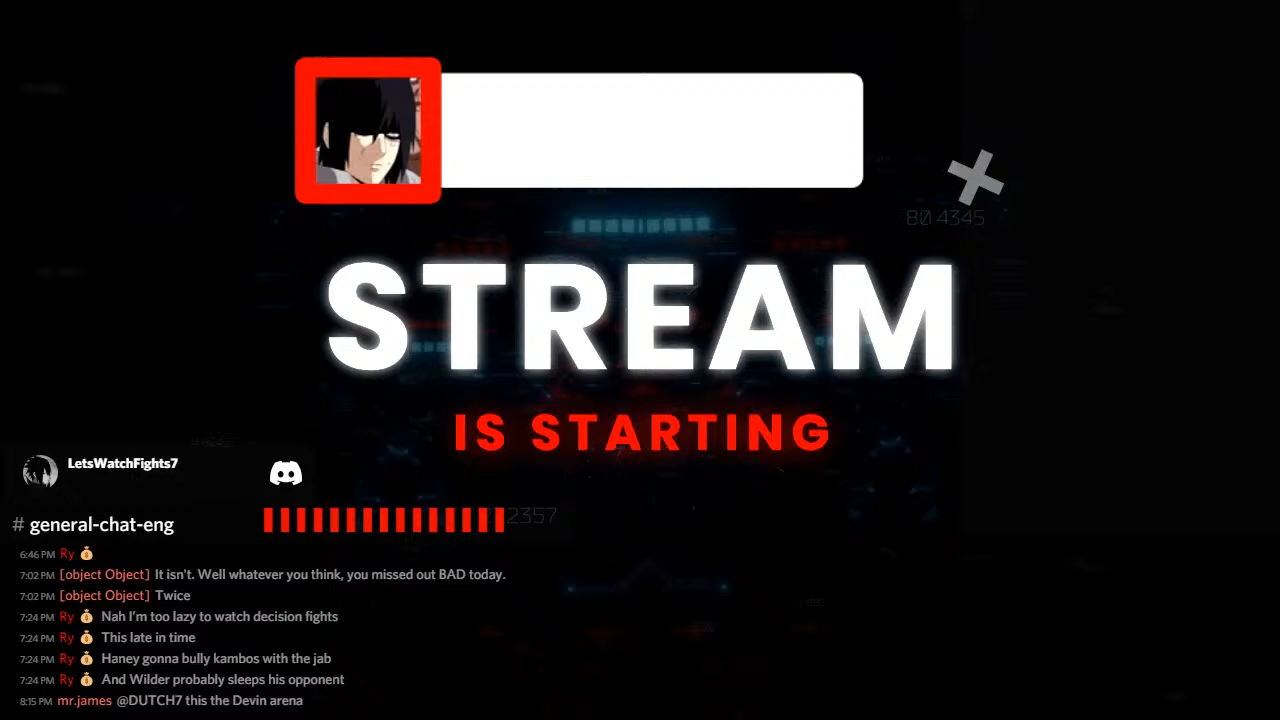 80 4345
STREAM
IS STARTING
LetsWatchFights7
# general-chat-eng
2357
6:46 PM Ry 💰
7:02 PM [object Object] It isn't. Well whatever you think, you missed out BAD today.
7:02 PM [object Object] Twice
7:24 PM Ry 💰 Nah I'm too lazy to watch decision fights
7:24 PM Ry 💰 This late in time
7:24 PM Ry 💰 Haney gonna bully kambos with the jab
7:24 PM Ry 💰 And Wilder probably sleeps his opponent
8:15 PM mr.james @DUTCH7 this the Devin arena